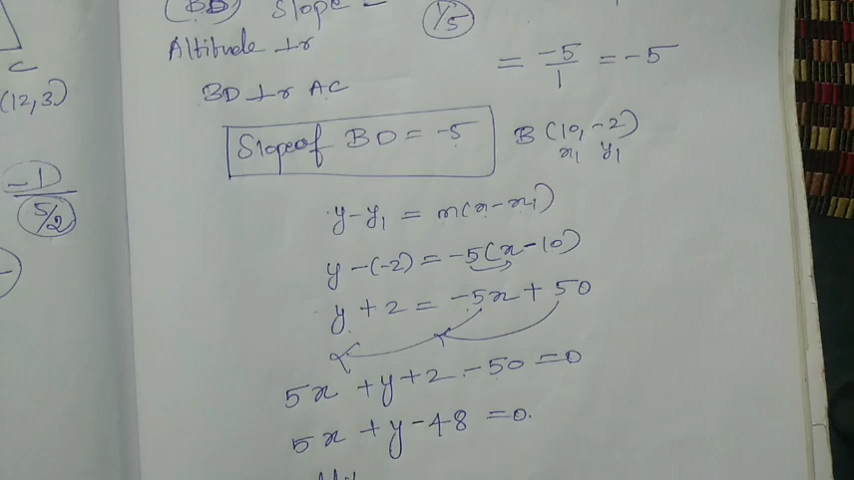 (BD) Slope =
1/5
Altitude ⊥r
= -5/1 = -5
C
(12,3)
BD ⊥r AC
Slope of BD = -5
B (10, -2)
x₁ y₁
-1
5/2
y-y₁ = m(x-x₁)
y-(-2) = -5(x-10)
y + 2 = -5x + 50
5x + y + 2 - 50 = 0
5x + y - 48 = 0.